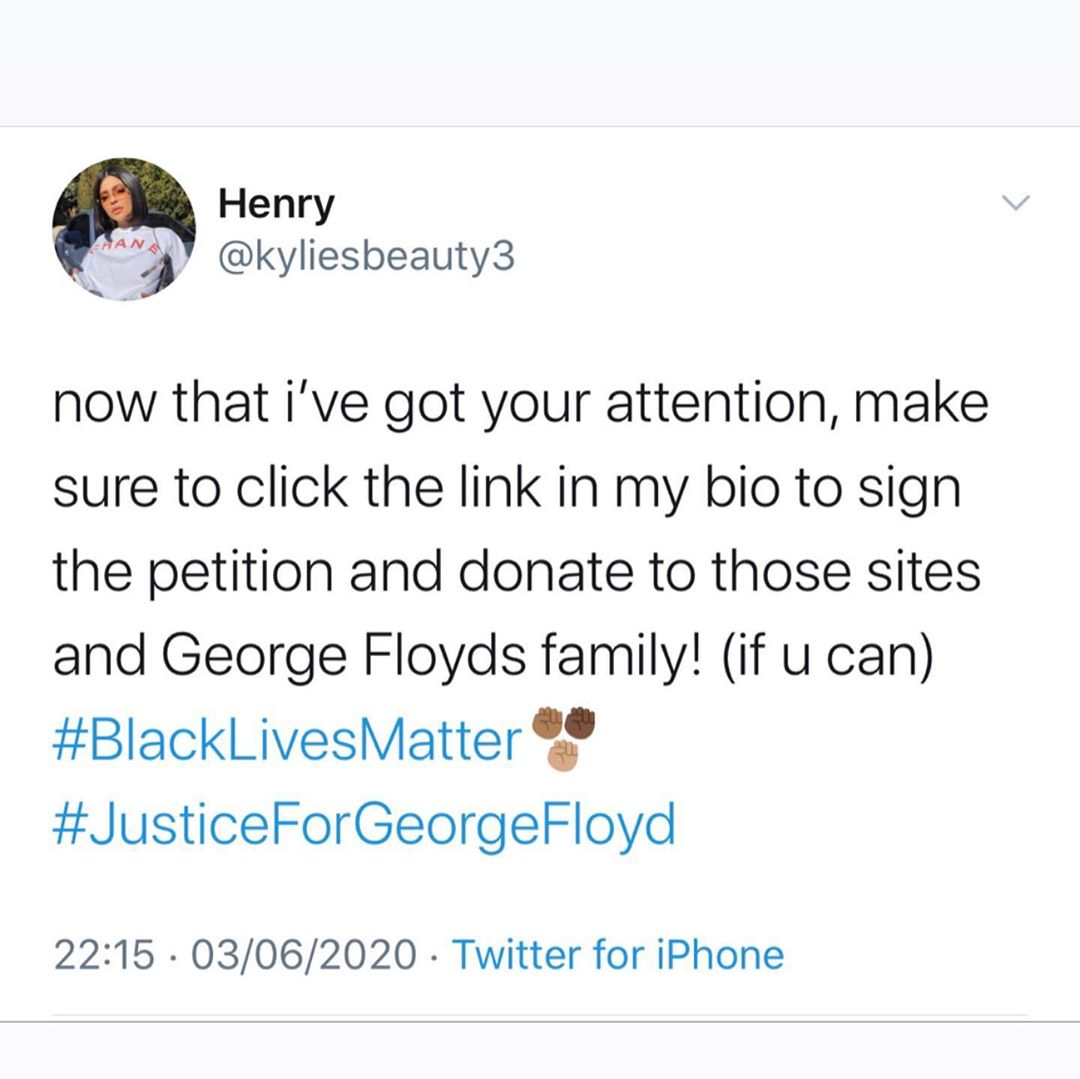 Henry
@kyliesbeauty3
HANE
now that i’ve got your attention, make
sure to click the link in my bio to sign
the petition and donate to those sites
and George Floyds family! (if u can)
#BlackLivesMatter✊🏾✊🏿✊🏽
#JusticeForGeorgeFloyd
22:15 · 03/06/2020 · Twitter for iPhone